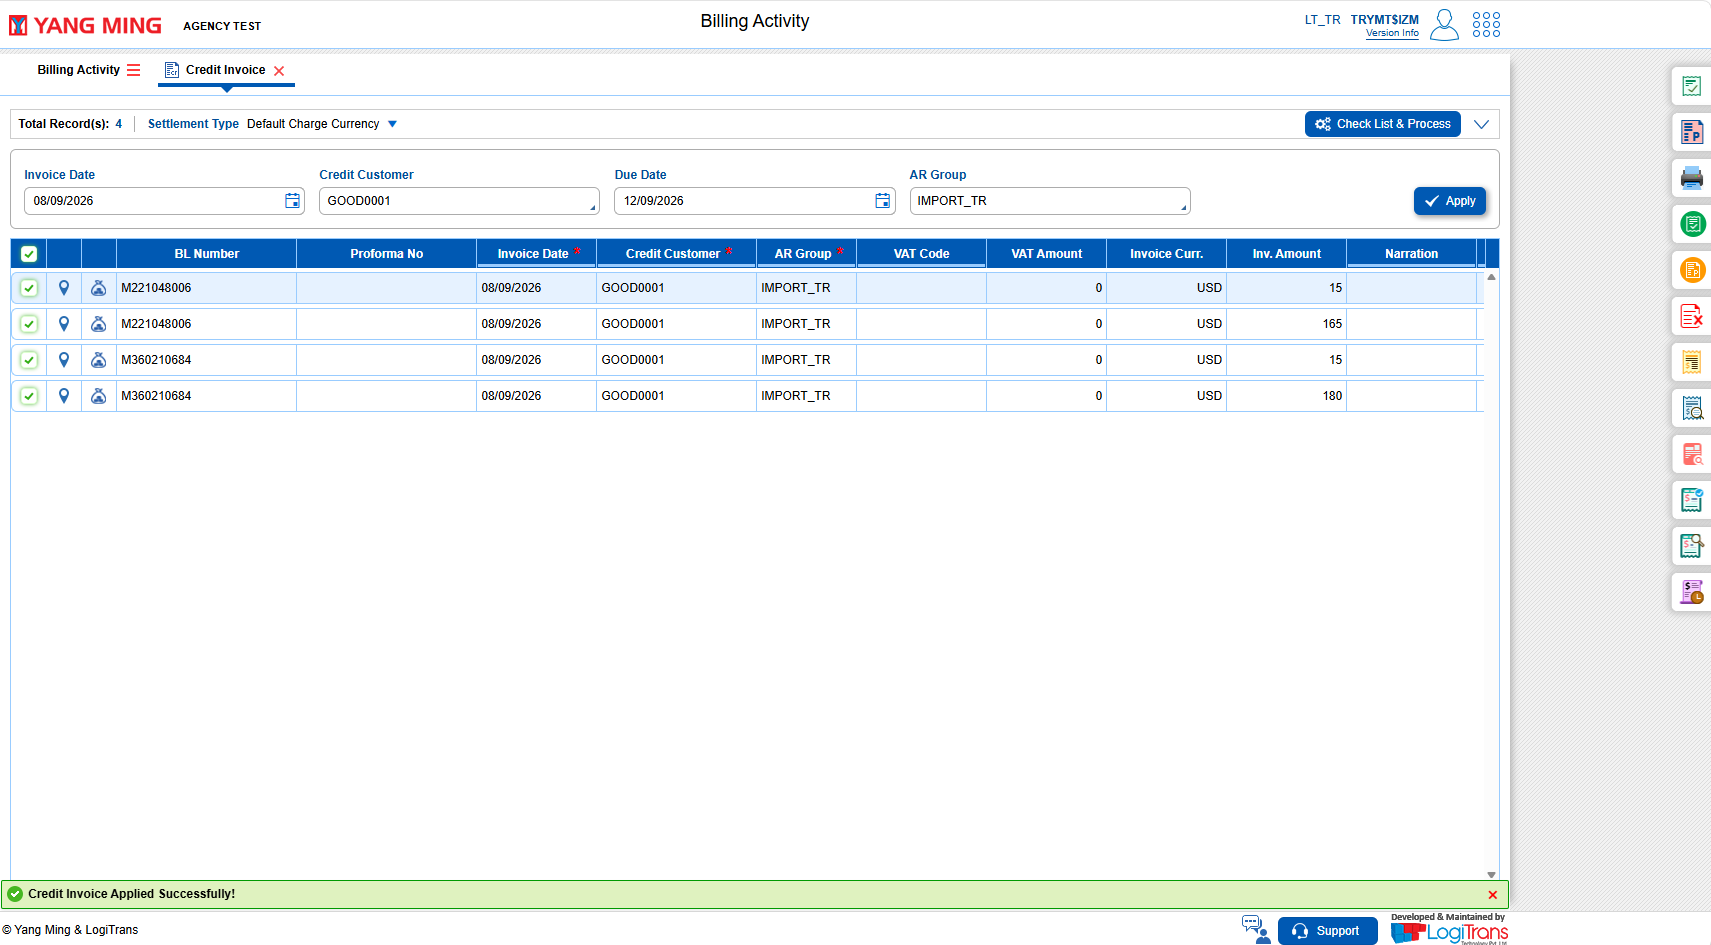 YANG MING AGENCY TEST
Billing Activity
LT_TR TRYMT$IZM
Version Info
Billing Activity Credit Invoice
Total Record(s): 4 Settlement Type Default Charge Currency Check List & Process
Invoice Date Credit Customer Due Date AR Group
08/09/2026 GOOD0001 12/09/2026 IMPORT_TR Apply
BL Number Proforma No Invoice Date * Credit Customer * AR Group * VAT Code VAT Amount Invoice Curr. Inv. Amount Narration
M221048006 08/09/2026 GOOD0001 IMPORT_TR 0 USD 15
M221048006 08/09/2026 GOOD0001 IMPORT_TR 0 USD 165
M360210684 08/09/2026 GOOD0001 IMPORT_TR 0 USD 15
M360210684 08/09/2026 GOOD0001 IMPORT_TR 0 USD 180
Credit Invoice Applied Successfully!
© Yang Ming & LogiTrans
Support
Developed & Maintained by
LogiTrans